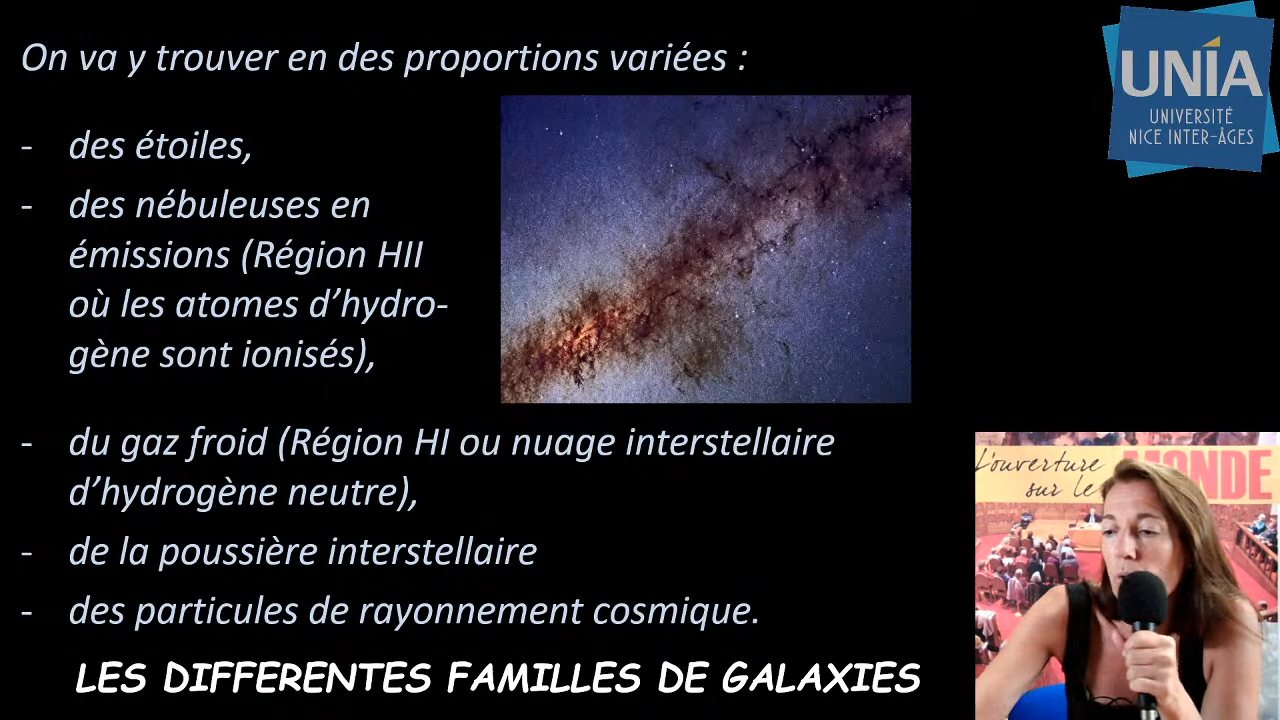 On va y trouver en des proportions variées :
- des étoiles,
- des nébuleuses en
émissions (Région HII
où les atomes d’hydro-
gène sont ionisés),
- du gaz froid (Région HI ou nuage interstellaire
d’hydrogène neutre),
- de la poussière interstellaire
- des particules de rayonnement cosmique.
LES DIFFERENTES FAMILLES DE GALAXIES
UNIA
UNIVERSITÉ
NICE INTER-ÂGES
L'ouverture
sur le MONDE